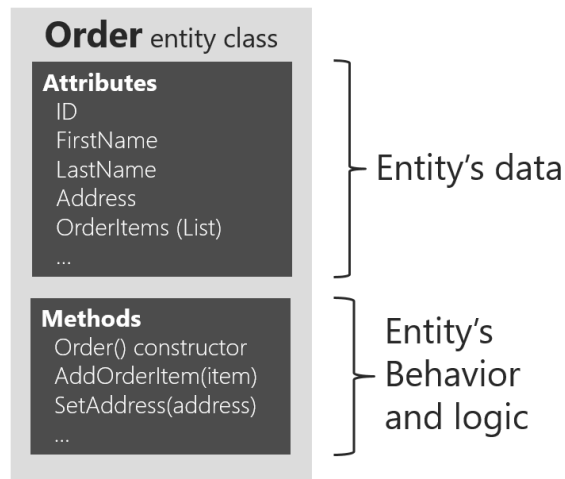 Order entity class
Attributes
ID
FirstName
LastName
Address
OrderItems (List)
...
Entity's data
Methods
Order() constructor
AddOrderItem(item)
SetAddress(address)
...
Entity's
Behavior
and logic